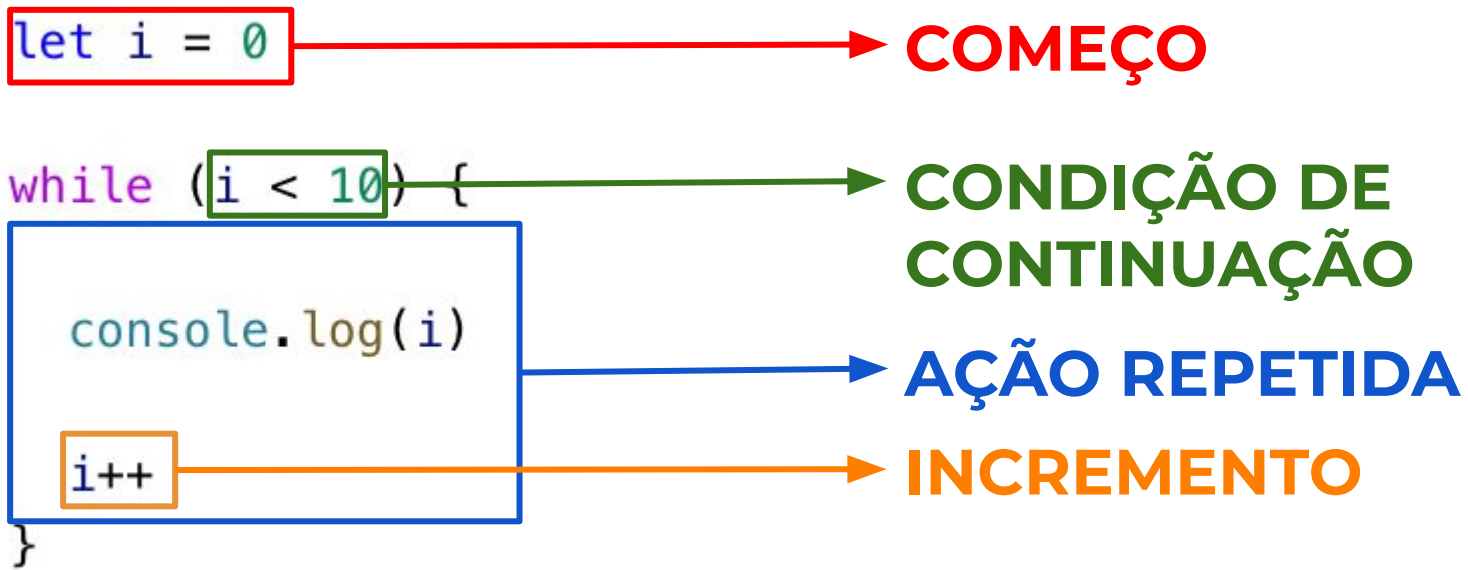 let i = 0
COMEÇO
while (i < 10) {
CONDIÇÃO DE
CONTINUAÇÃO
console.log(i)
AÇÃO REPETIDA
i++
INCREMENTO
}